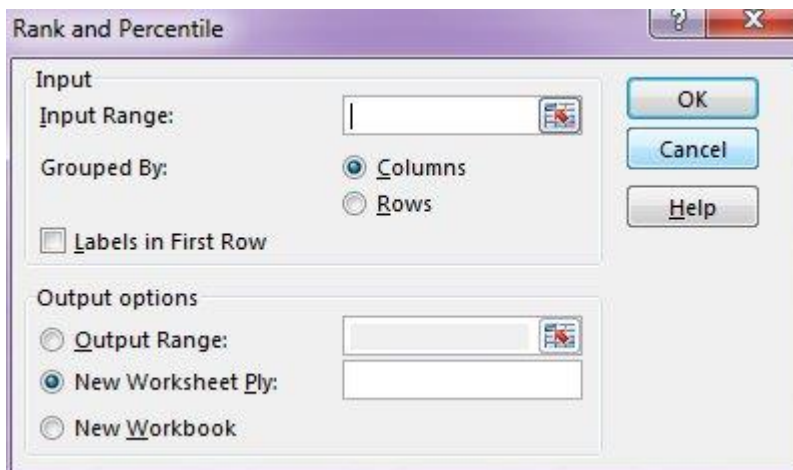 Rank and Percentile
?
X
Input
Input Range:
Grouped By:
Columns
Rows
Labels in First Row
OK
Cancel
Help
Output options
Output Range:
New Worksheet Ply:
New Workbook